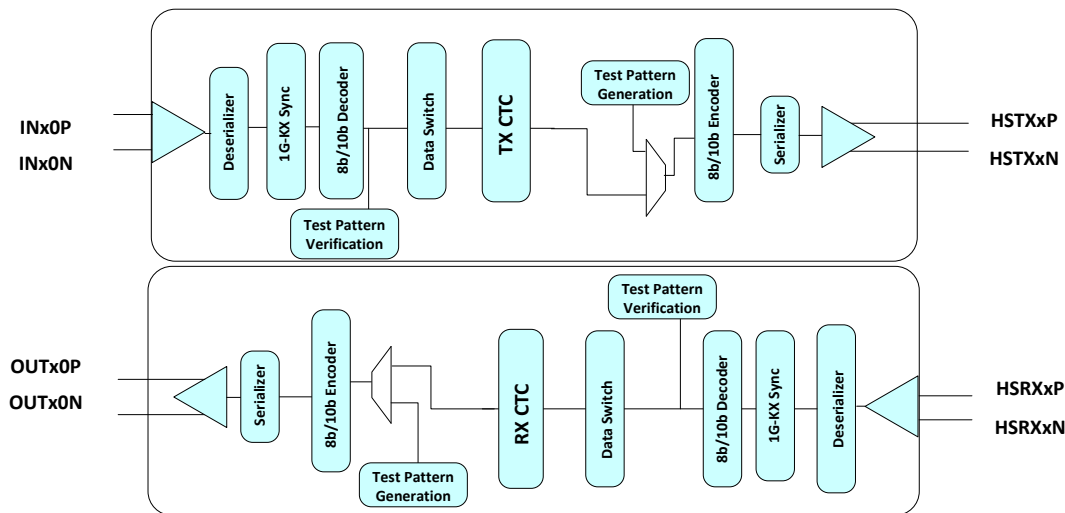 INx0P
INx0N
Deserializer
1G-KX Sync
8b/10b Decoder
Test Pattern
Verification
Data Switch
TX CTC
Test Pattern
Generation
8b/10b Encoder
Serializer
HSTXxP
HSTXxN
OUTx0P
OUTx0N
Serializer
8b/10b Encoder
Test Pattern
Generation
RX CTC
Data Switch
Test Pattern
Verification
8b/10b Decoder
1G-KX Sync
Deserializer
HSRXxP
HSRXxN